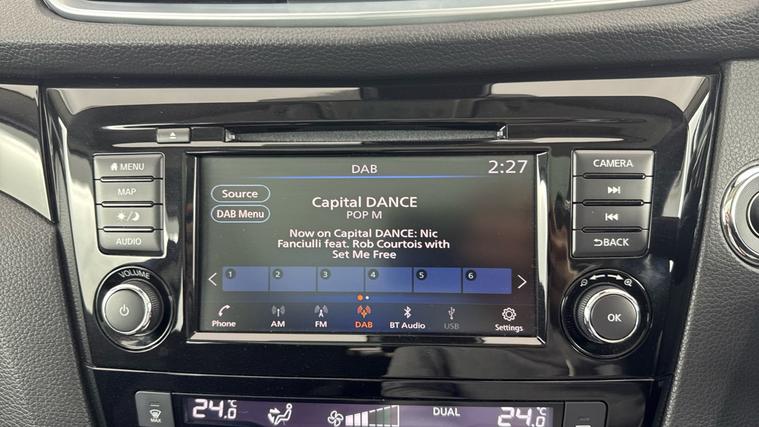 DAB
2:27
MENU
MAP
AUDIO
VOLUME
Source
DAB Menu
Capital DANCE
POP M
Now on Capital DANCE: Nic
Fanciulli feat. Rob Courtois with
Set Me Free
1 2 3 4 5 6
Phone AM FM DAB BT Audio USB Settings
CAMERA
BACK
OK
MAX
24.0
°C
DUAL
24.0
°C